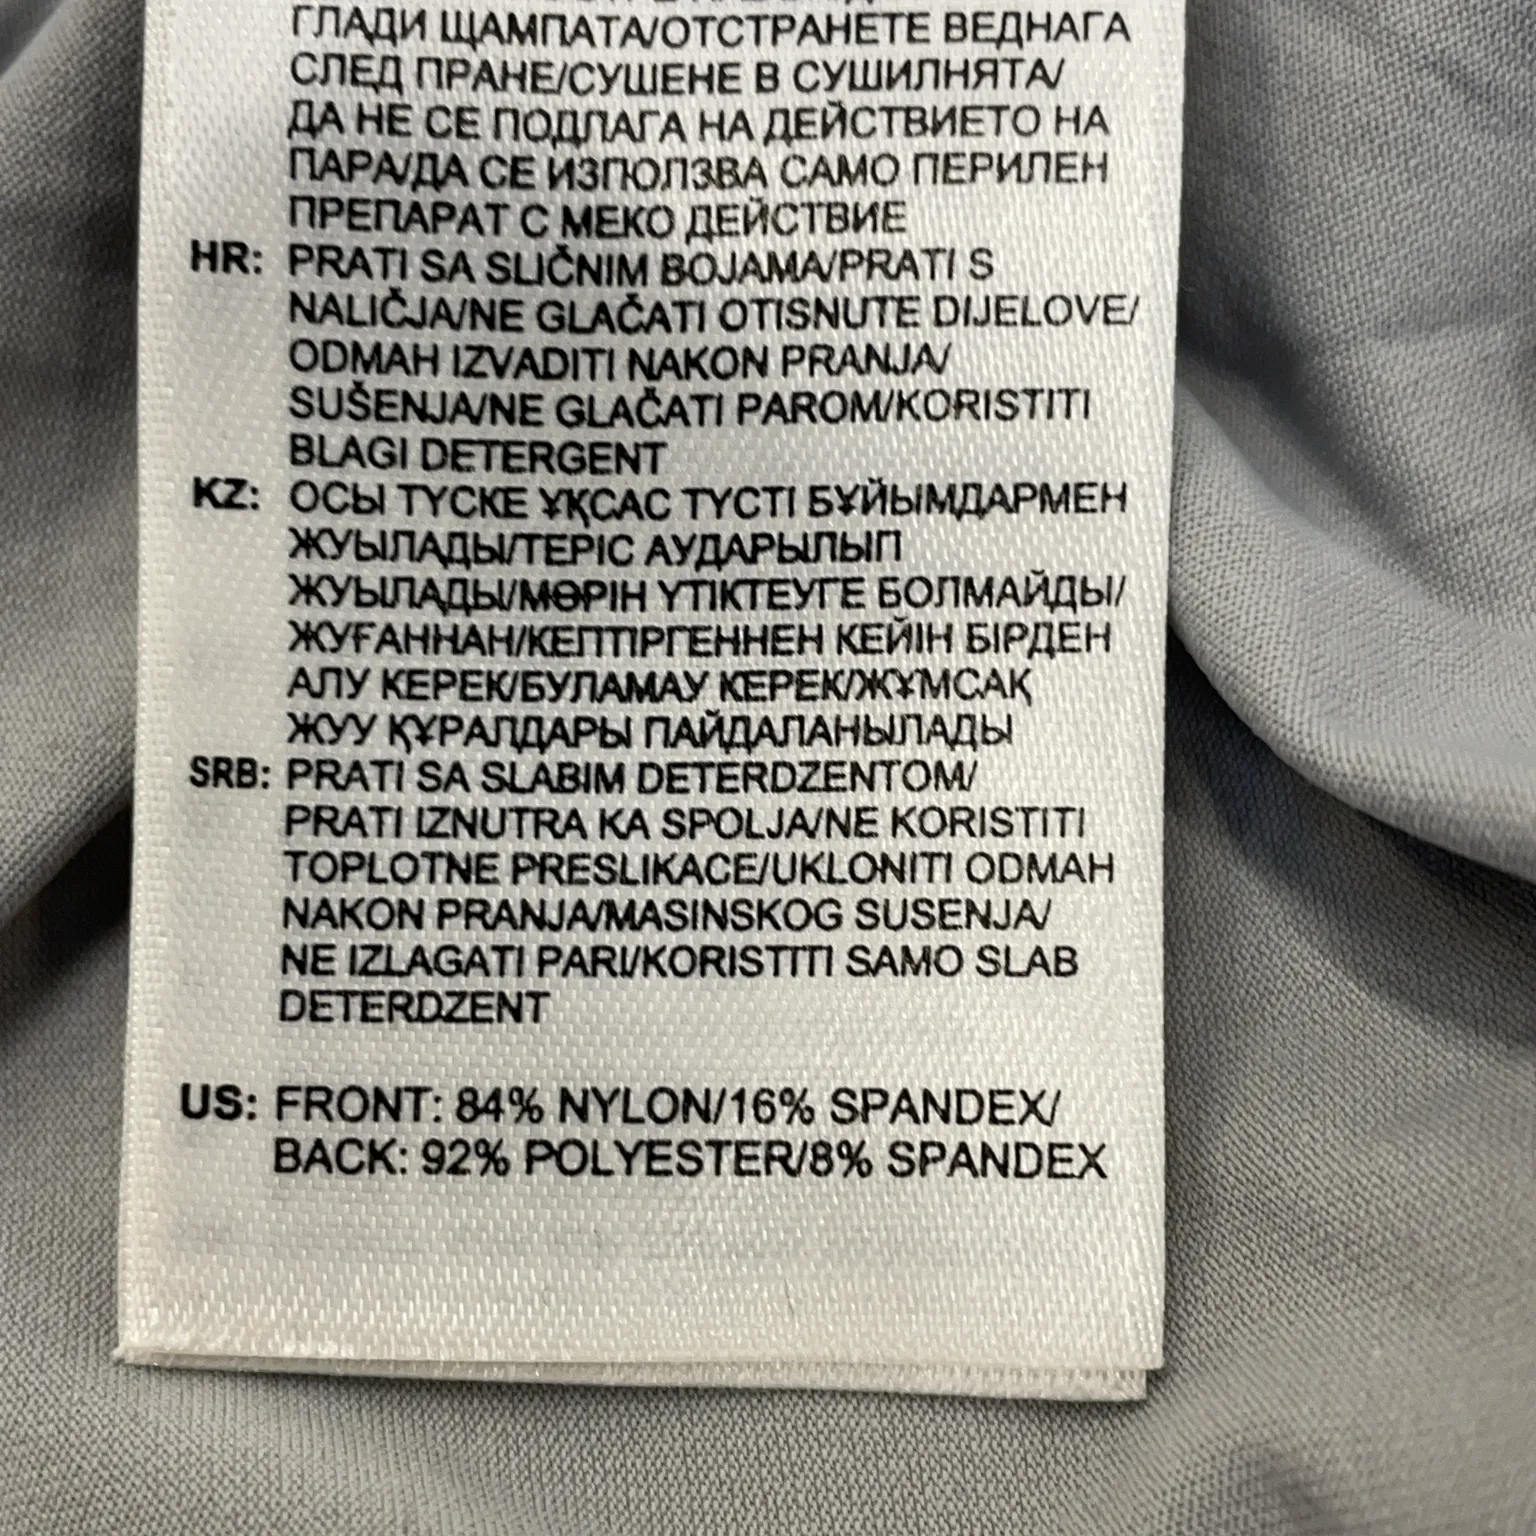 ГЛАДИ ЩАМПАТА/ОТСТРАНЕТЕ ВЕДНАГА
СЛЕД ПРАНЕ/СУШЕНЕ В СУШИЛНЯТА/
ДА НЕ СЕ ПОДЛАГА НА ДЕЙСТВИЕТО НА
ПАРА/ДА СЕ ИЗПОЛЗВА САМО ПЕРИЛЕН
ПРЕПАРАТ С МЕКО ДЕЙСТВИЕ
HR: PRATI SA SLIČNIM BOJAMA/PRATI S
NALIČJA/NE GLAČATI OTISNUTE DIJELOVE/
ODMAH IZVADITI NAKON PRANJA/
SUŠENJA/NE GLAČATI PAROM/KORISTITI
BLAGI DETERGENT
KZ: ОСЫ ТҮСКЕ ҰҚСАС ТҮСТІ БҰЙЫМДАРМЕН
ЖУЫЛАДЫ/ТЕРІС АУДАРЫЛЫП
ЖУЫЛАДЫ/МӨРІН ҮТІКТЕУГЕ БОЛМАЙДЫ/
ЖУҒАННАН/КЕПТІРГЕННЕН КЕЙІН БІРДЕН
АЛУ КЕРЕК/БУЛАМАУ КЕРЕК/ЖҰМСАҚ
ЖУУ ҚҰРАЛДАРЫ ПАЙДАЛАНЫЛАДЫ
SRB: PRATI SA SLABIM DETERDZENTOM/
PRATI IZNUTRA KA SPOLJA/NE KORISTITI
TOPLOTNE PRESLIKACE/UKLONITI ODMAH
NAKON PRANJA/MASINSKOG SUSENJA/
NE IZLAGATI PARI/KORISTITI SAMO SLAB
DETERDZENT
US: FRONT: 84% NYLON/16% SPANDEX/
BACK: 92% POLYESTER/8% SPANDEX